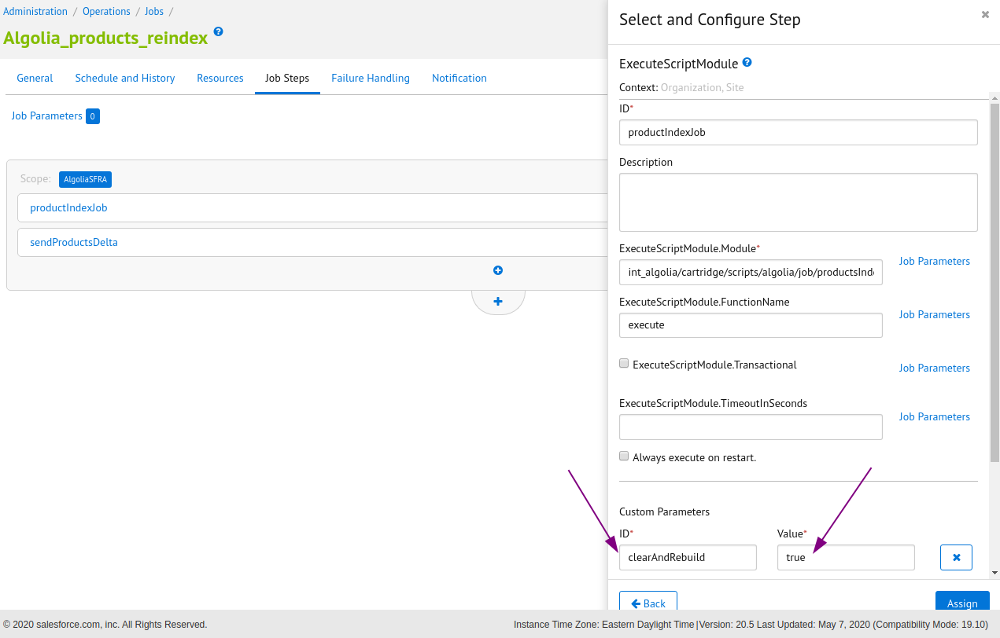 Administration / Operations / Jobs /
Algolia_products_reindex ?
General Schedule and History Resources Job Steps Failure Handling Notification
Job Parameters 0
Scope: AlgoliaSFRA
productIndexJob
sendProductsDelta
Select and Configure Step
ExecuteScriptModule ?
Context: Organization, Site
ID*
productIndexJob
Description
ExecuteScriptModule.Module*
int_algolia/cartridge/scripts/algolia/job/productsInd
Job Parameters
ExecuteScriptModule.FunctionName
execute
Job Parameters
ExecuteScriptModule.Transactional
Job Parameters
ExecuteScriptModule.TimeoutInSeconds
Job Parameters
Always execute on restart.
Custom Parameters
ID* Value*
clearAndRebuild true
Back Assign
© 2020 salesforce.com, inc. All Rights Reserved.
Instance Time Zone: Eastern Daylight Time|Version: 20.5 Last Updated: May 7, 2020 (Compatibility Mode: 19.10)